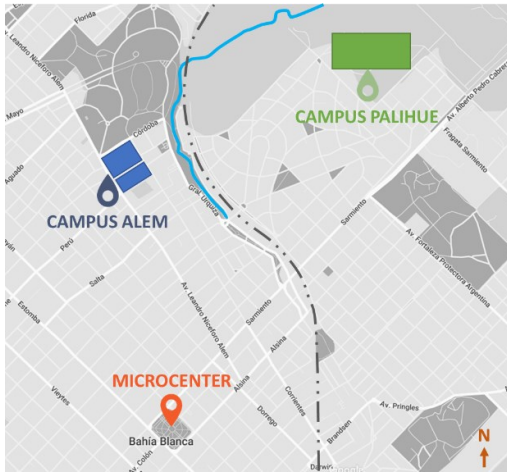 Florida
Av. Leandro Niceforo Alem
Mayo
Córdoba
CAMPUS PALIHUE
Av. Alberto Pedro Cabrer
Fragata Sarmiento
Aguado
Gral. Urquiza
CAMPUS ALEM
Perú
Sarmiento
Av. Fortaleza Protectora Argentina
Salta
Av. Leandro Niceforo Alem
Estomba
Sarmiento
Alsina
MICROCENTER
Alsina
Vieytes
Corrientes
Dorrego
Av. Pringles
Bahía Blanca
Brandsen
N
Av. Colón